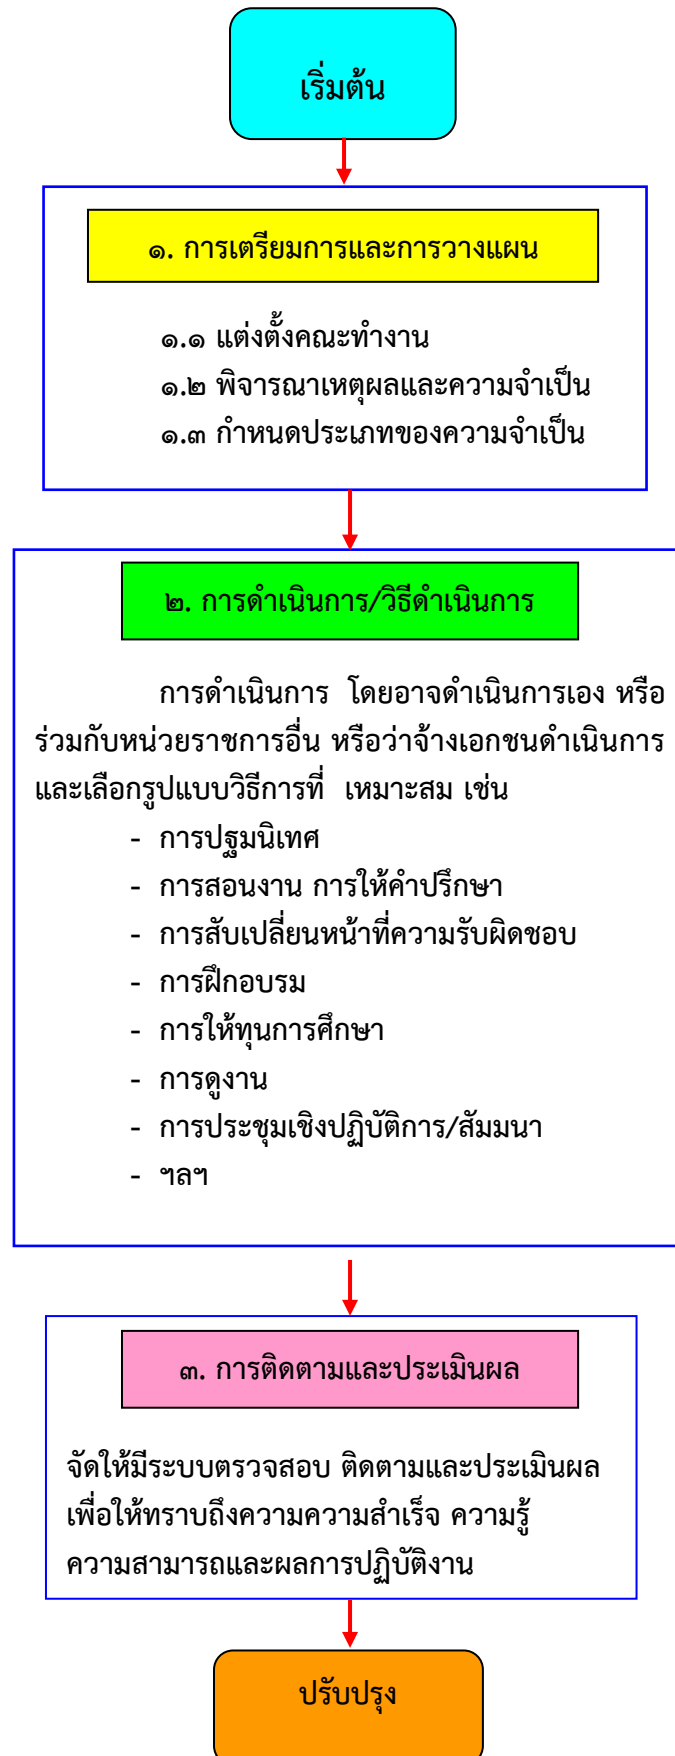 เริ่มต้น
๑. การเตรียมการและการวางแผน
๑.๑ แต่งตั้งคณะทำงาน
๑.๒ พิจารณาเหตุผลและความจำเป็น
๑.๓ กำหนดประเภทของความจำเป็น
๒. การดำเนินการ/วิธีดำเนินการ
การดำเนินการ โดยอาจดำเนินการเอง หรือ
ร่วมกับหน่วยราชการอื่น หรือว่าจ้างเอกชนดำเนินการ
และเลือกรูปแบบวิธีการที่ เหมาะสม เช่น
- การปฐมนิเทศ
- การสอนงาน การให้คำปรึกษา
- การสับเปลี่ยนหน้าที่ความรับผิดชอบ
- การฝึกอบรม
- การให้ทุนการศึกษา
- การดูงาน
- การประชุมเชิงปฏิบัติการ/สัมมนา
- ฯลฯ
๓. การติดตามและประเมินผล
จัดให้มีระบบตรวจสอบ ติดตามและประเมินผล
เพื่อให้ทราบถึงความความสำเร็จ ความรู้
ความสามารถและผลการปฏิบัติงาน
ปรับปรุง